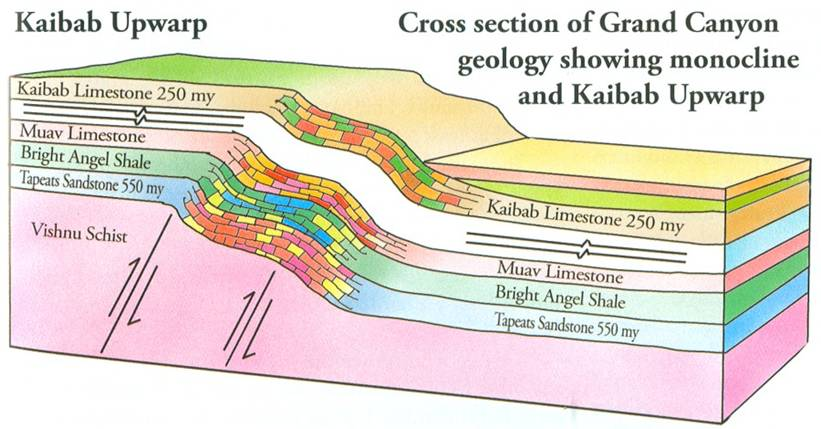 Kaibab Upwarp
Cross section of Grand Canyon
geology showing monocline
and Kaibab Upwarp
Kaibab Limestone 250 my
Muav Limestone
Bright Angel Shale
Tapeats Sandstone 550 my
Vishnu Schist
Kaibab Limestone 250 my
Muav Limestone
Bright Angel Shale
Tapeats Sandstone 550 my